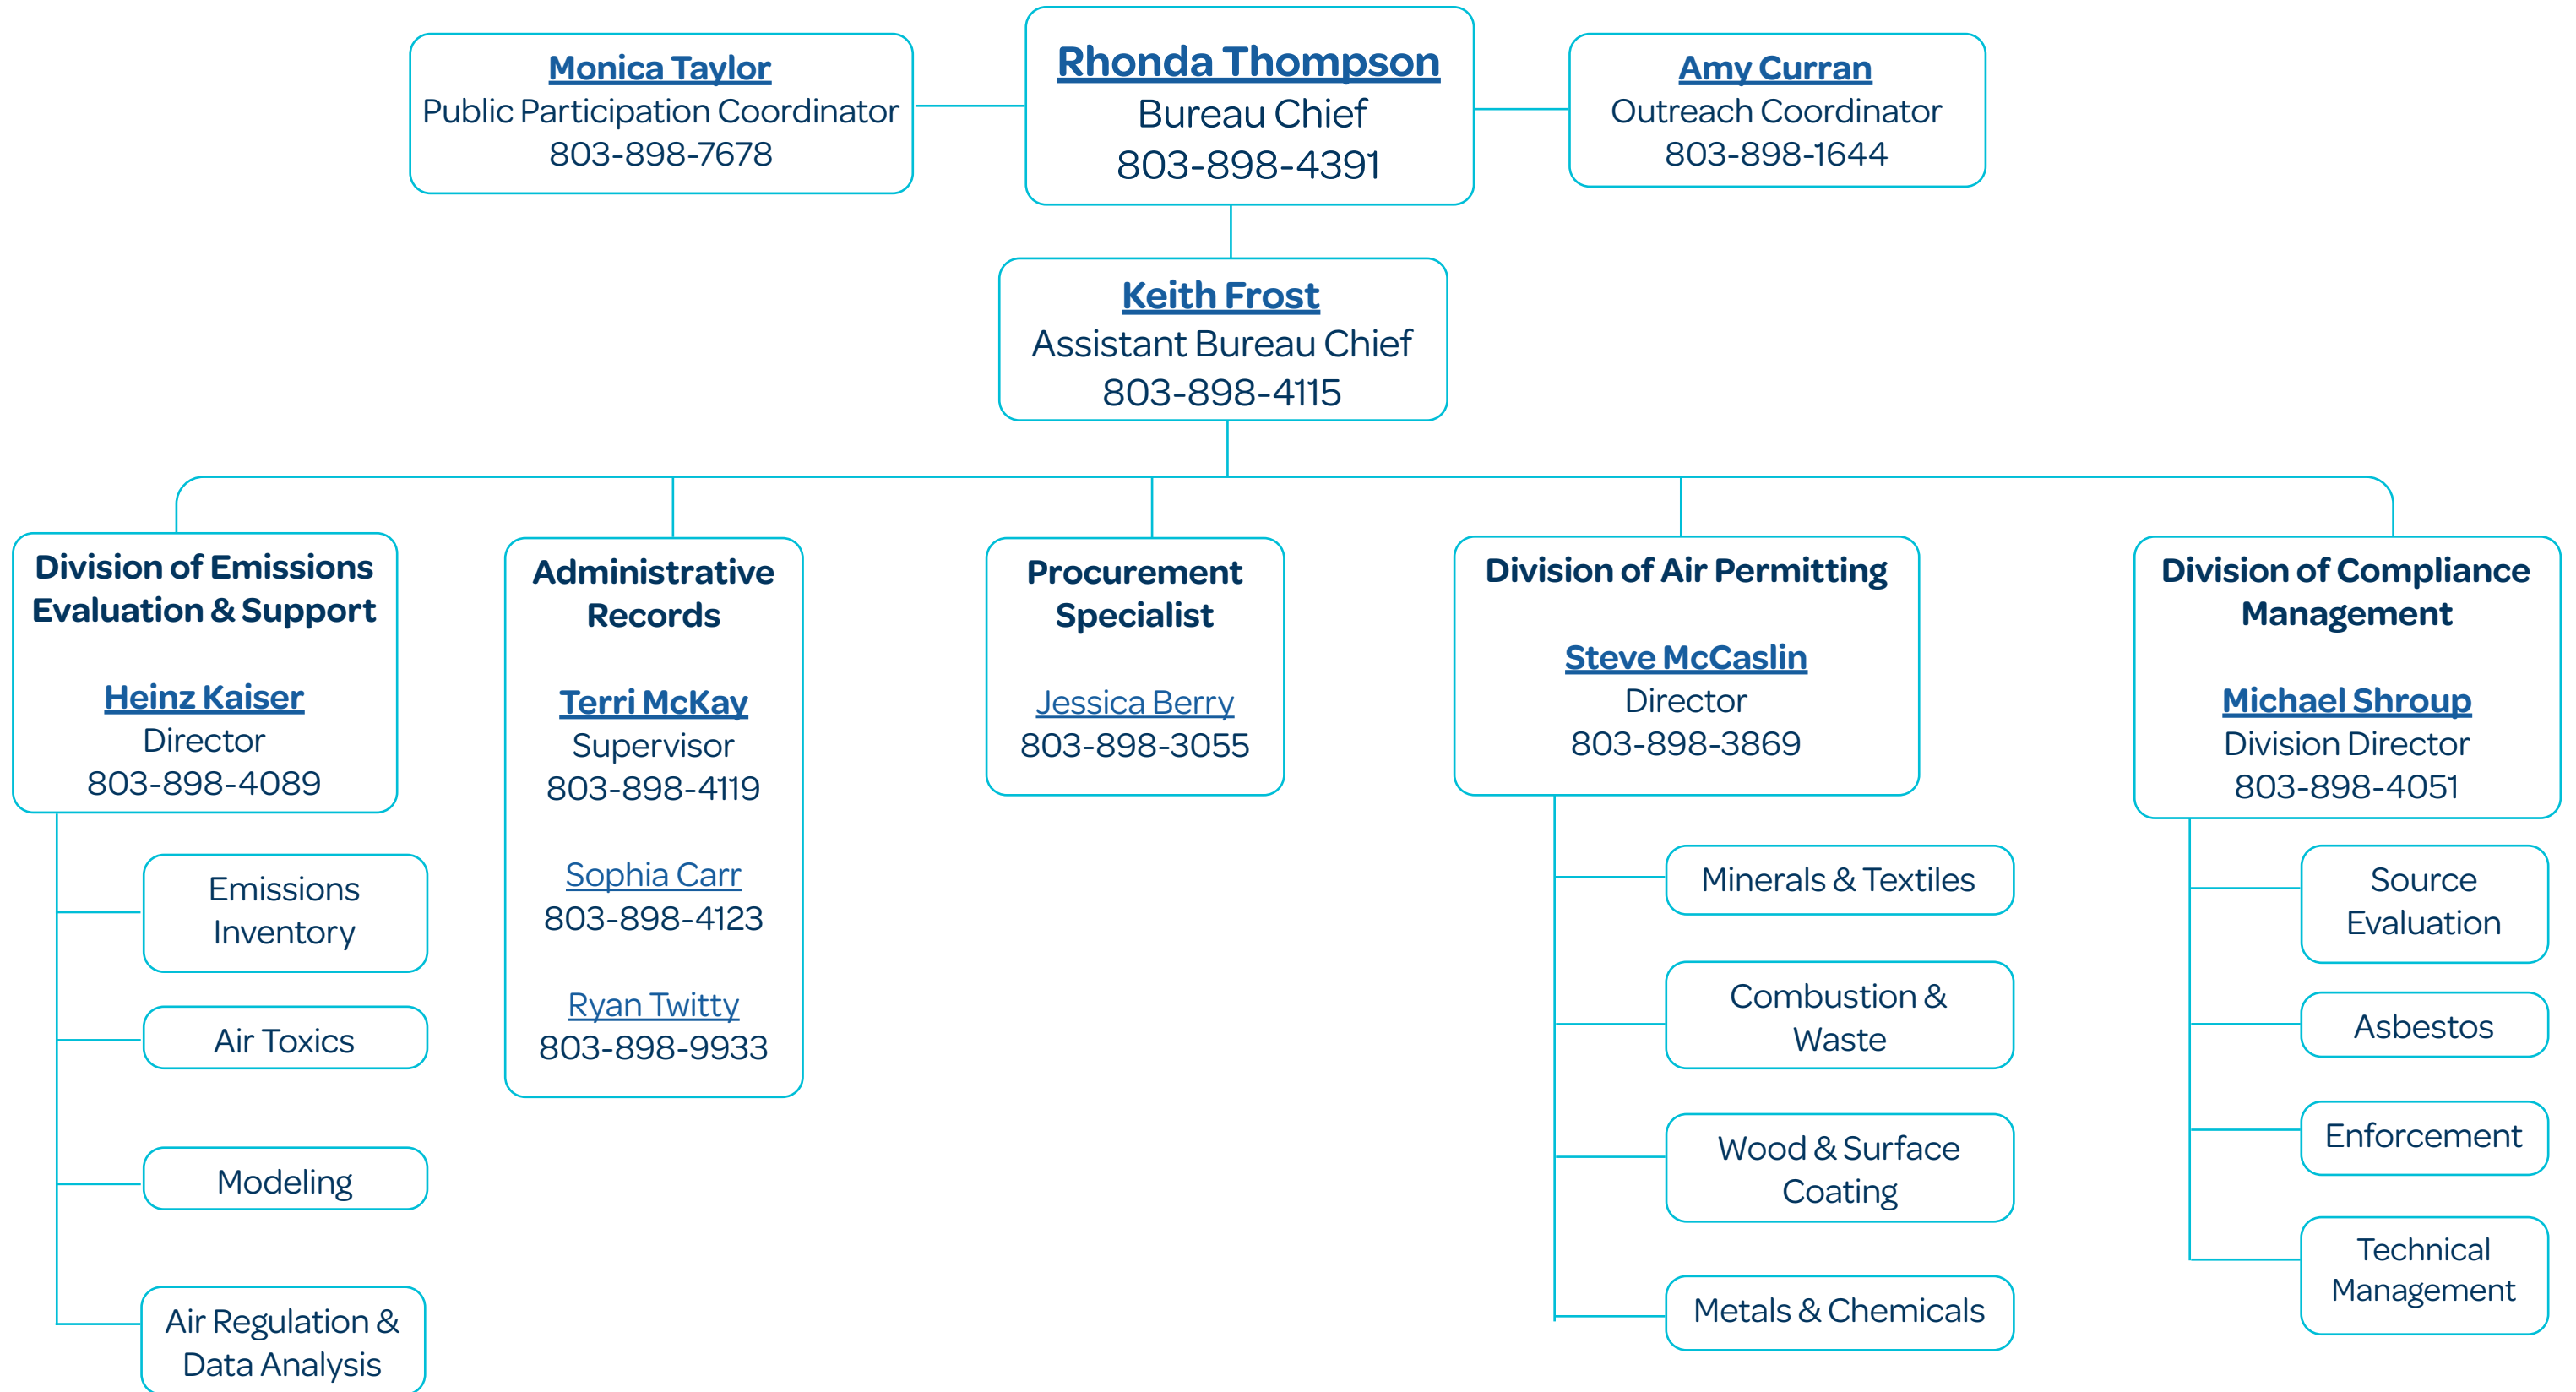 Monica Taylor
Public Participation Coordinator
803-898-7678
Rhonda Thompson
Bureau Chief
803-898-4391
Amy Curran
Outreach Coordinator
803-898-1644
Keith Frost
Assistant Bureau Chief
803-898-4115
Division of Emissions
Evaluation & Support
Heinz Kaiser
Director
803-898-4089
Emissions
Inventory
Air Toxics
Modeling
Air Regulation &
Data Analysis
Administrative
Records
Terri McKay
Supervisor
803-898-4119
Sophia Carr
803-898-4123
Ryan Twitty
803-898-9933
Procurement
Specialist
Jessica Berry
803-898-3055
Division of Air Permitting
Steve McCaslin
Director
803-898-3869
Minerals & Textiles
Combustion &
Waste
Wood & Surface
Coating
Metals & Chemicals
Division of Compliance
Management
Michael Shroup
Division Director
803-898-4051
Source
Evaluation
Asbestos
Enforcement
Technical
Management